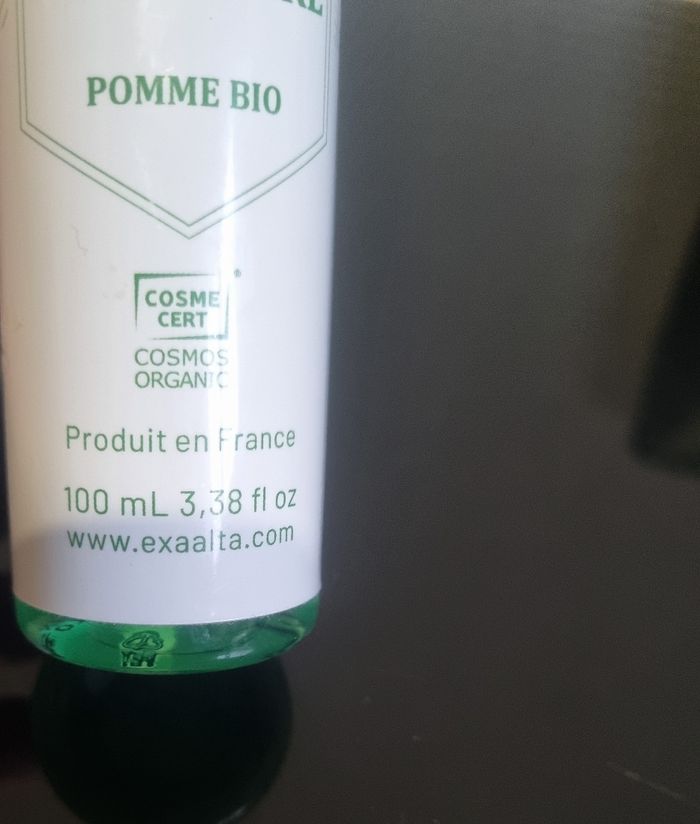 POMME BIO
COSME
CERT
®
COSMOS
ORGANIC
Produit en France
100 mL 3,38 fl oz
www.exaalta.com